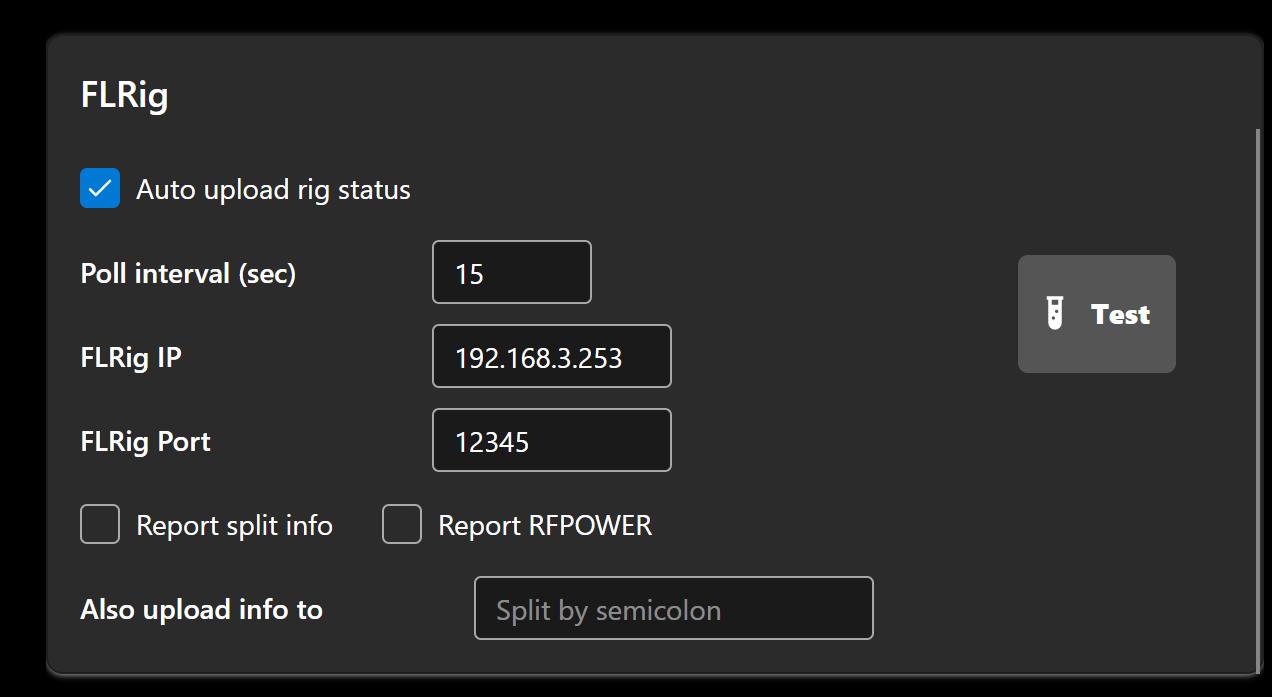 FLRig
Auto upload rig status
Poll interval (sec) 15
Test
FLRig IP 192.168.3.253
FLRig Port 12345
Report split info Report RFPOWER
Also upload info to Split by semicolon